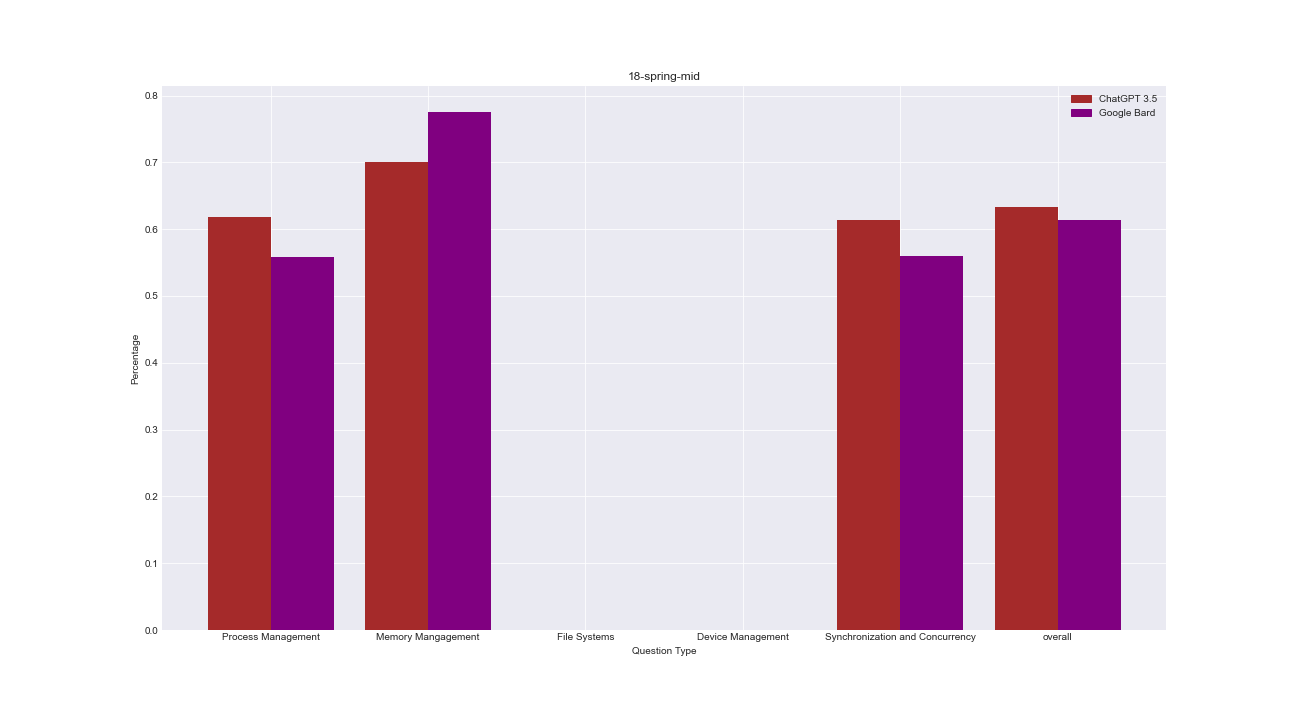 18-spring-mid
ChatGPT 3.5
Google Bard
0.8
0.7
0.6
0.5
0.4
0.3
0.2
0.1
0.0
Percentage
Process Management
Memory Mangagement
File Systems
Device Management
Synchronization and Concurrency
overall
Question Type